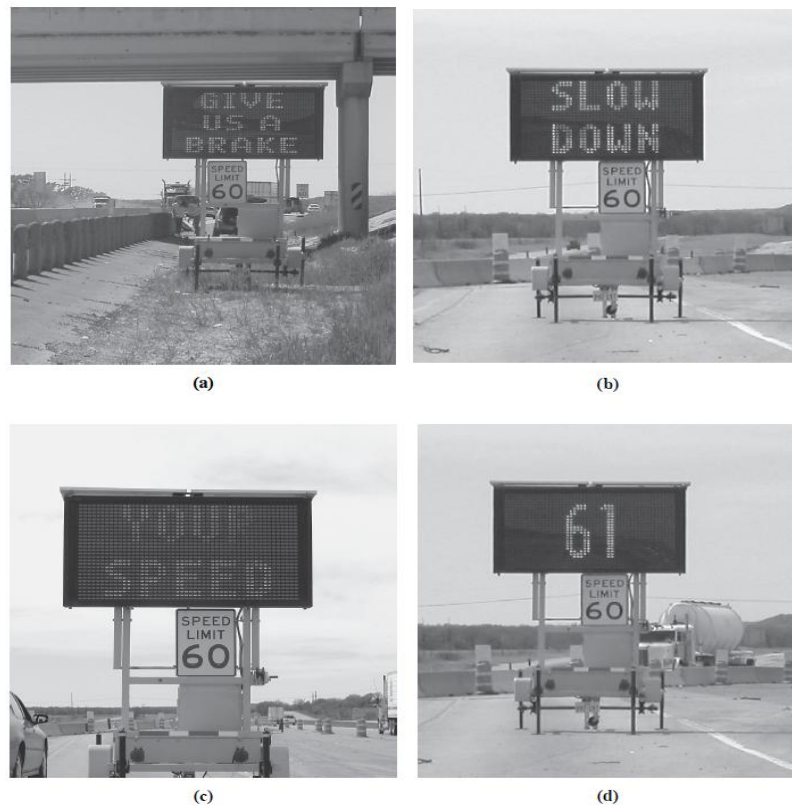 GIVE
US A
BRAKE
SPEED
LIMIT
60
(a)
SLOW
DOWN
SPEED
LIMIT
60
(b)
YOUR
SPEED
SPEED
LIMIT
60
(c)
61
SPEED
LIMIT
60
(d)